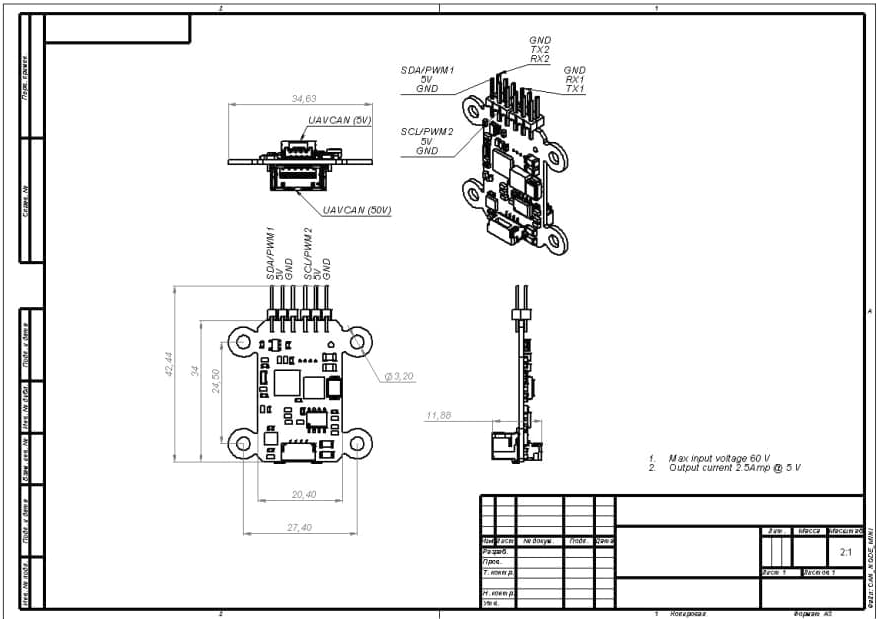 2
1
GND
TX2
RX2
SDA/PWM1
5V
GND
GND
RX1
TX1
34,63
UAVCAN (5V)
SCL/PWM2
5V
GND
UAVCAN (50V)
SDA/PWM1
5V
GND
SCL/PWM2
5V
GND
42,44
34
24,50
Ø3,20
11,88
20,40
27,40
1. Max input voltage 60 V
2. Output current 2.5Amp @ 5 V
Перв. примен.
Справ. №
Подп. и дата
Инв. № дубл.
Взам. инв. №
Подп. и дата
Инв. № подл.
A
Изм Лист № докум. Подп. Дата
Разраб.
Пров.
Т. контр.
Н. контр.
Утв.
Лит. Масса Масштаб
2:1
Лист 1 Листов 1
2
1
Копировал
Формат A3